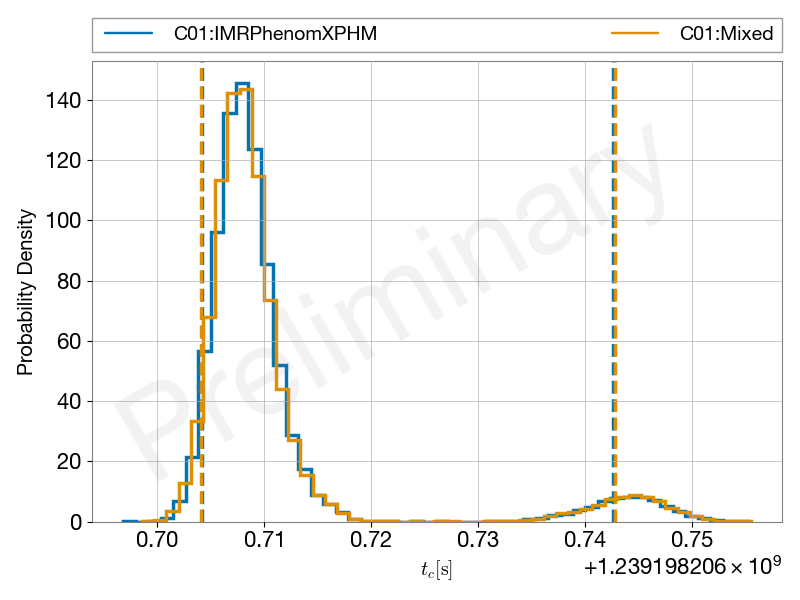 C01:IMRPhenomXPHM C01:Mixed
Probability Density
140
120
100
80
60
40
20
0
Preliminary
0.70 0.71 0.72 0.73 0.74 0.75
t_c[s]
+1.239198206 × 10⁹